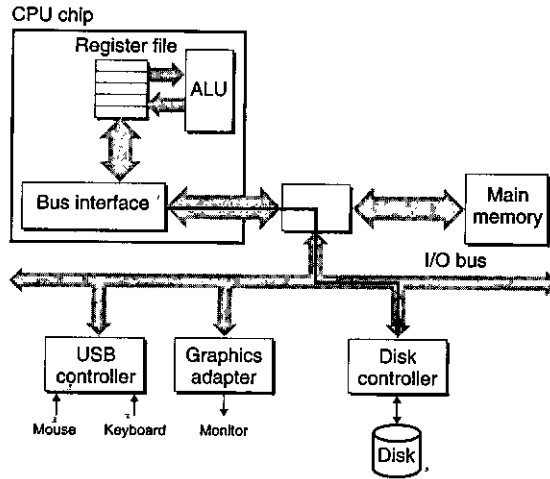 CPU chip
Register file
ALU
Bus interface
Main
memory
I/O bus
USB
controller
Graphics
adapter
Disk
controller
Mouse
Keyboard
Monitor
Disk